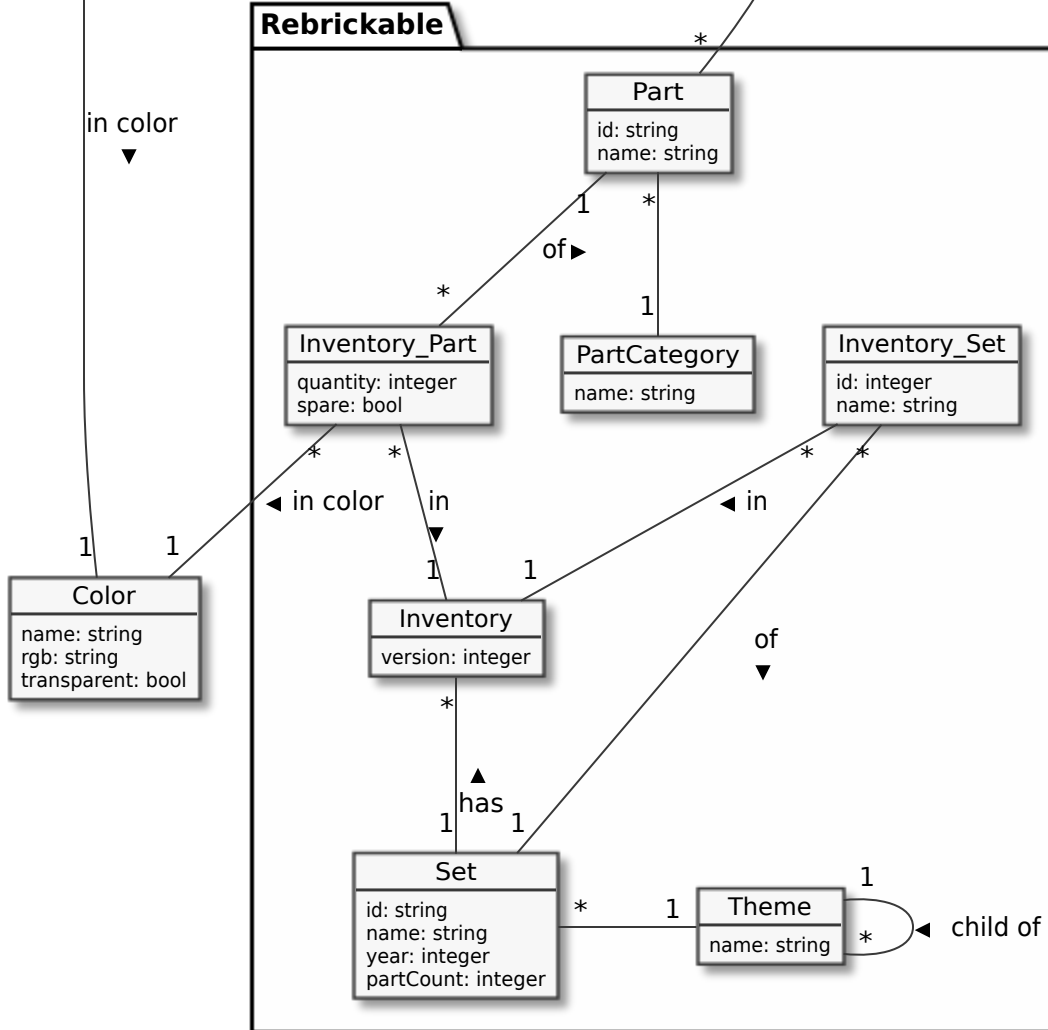 Rebrickable
*
Part
id: string
name: string
in color
▼
1
*
of ►
*
1
Inventory_Part
quantity: integer
spare: bool
PartCategory
name: string
Inventory_Set
id: integer
name: string
*
*
*
*
◄ in color
in
▼
◄ in
1
1
1
1
Color
name: string
rgb: string
transparent: bool
Inventory
version: integer
of
▼
*
▲
has
1
1
Set
id: string
name: string
year: integer
partCount: integer
*
1
Theme
name: string
1
*
◄ child of